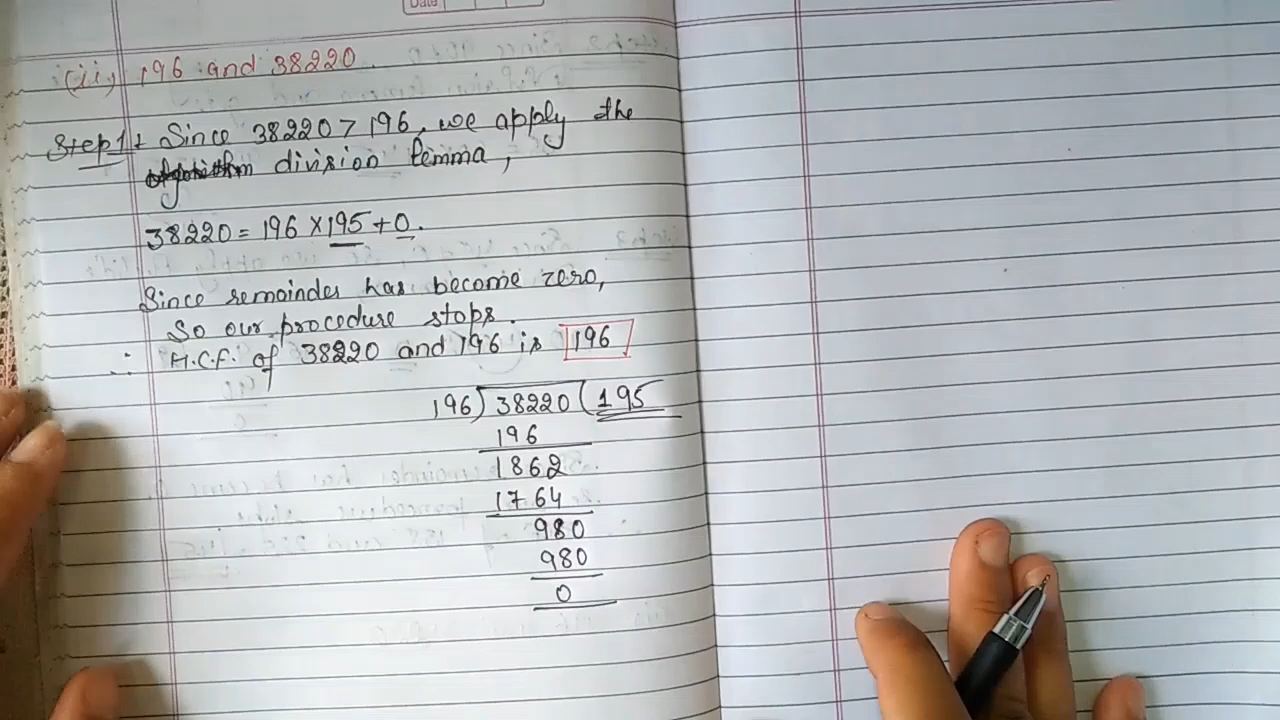 Date
(ii) 196 and 38220.
Step 1: Since 38220 > 196, we apply the
division lemma,
38220 = 196 × 195 + 0.
Since remainder has become zero,
So our procedure stops.
∴ H.C.F. of 38220 and 196 is 196
196) 38220 (195
196
1862
1764
980
980
0